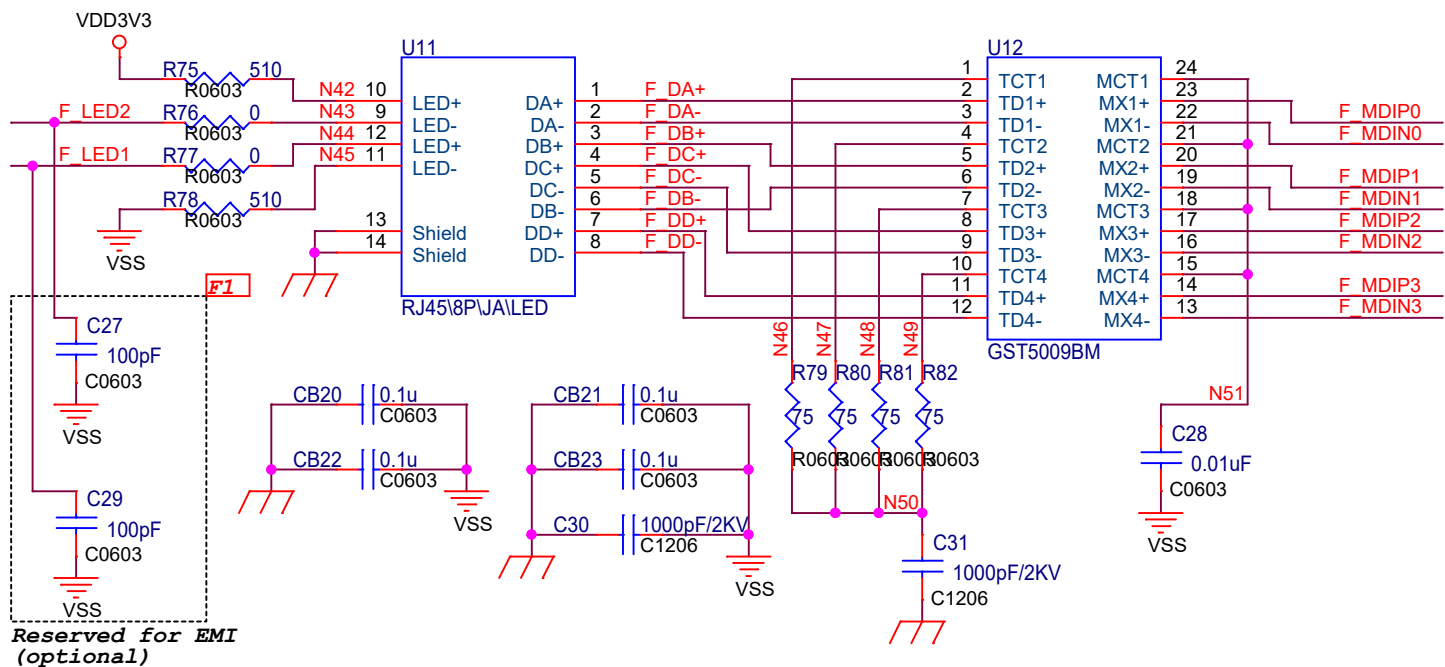 VDD3V3
R75 510
R0603
F_LED2 R76 0
R0603
F_LED1 R77 0
R0603
R78 510
R0603
VSS
N42 10
N43 9
N44 12
N45 11
13
14
U11
LED+ DA+
LED- DA-
LED+ DB+
LED- DC+
DC-
DB-
Shield DD+
Shield DD-
RJ45\8P\JA\LED
1 F_DA+
2 F_DA-
3 F_DB+
4 F_DC+
5 F_DC-
6 F_DB-
7 F_DD+
8 F_DD-
U12
1 TCT1 MCT1 24
2 TD1+ MX1+ 23
3 TD1- MX1- 22
4 TCT2 MCT2 21
5 TD2+ MX2+ 20
6 TD2- MX2- 19
7 TCT3 MCT3 18
8 TD3+ MX3+ 17
9 TD3- MX3- 16
10 TCT4 MCT4 15
11 TD4+ MX4+ 14
12 TD4- MX4- 13
GST5009BM
F_MDIP0
F_MDIN0
F_MDIP1
F_MDIN1
F_MDIP2
F_MDIN2
F_MDIP3
F_MDIN3
F1
C27
100pF
C0603
VSS
C29
100pF
C0603
VSS
Reserved for EMI
(optional)
CB20 0.1u
C0603
CB22 0.1u
C0603
VSS
CB21 0.1u
C0603
CB23 0.1u
C0603
C30 1000pF/2KV
C1206
VSS
N46 N47 N48 N49
R79 R80 R81 R82
75 75 75 75
R0603 R0603 R0603 R0603
N50
C31
1000pF/2KV
C1206
N51
C28
0.01uF
C0603
VSS